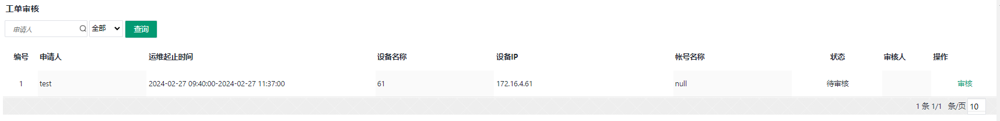 工单审核
申请人 全部 查询
编号 申请人 运维起止时间 设备名称 设备IP 帐号名称 状态 审核人 操作
1 test 2024-02-27 09:40:00-2024-02-27 11:37:00 61 172.16.4.61 null 待审核 审核
1 条 1/1 条/页 10